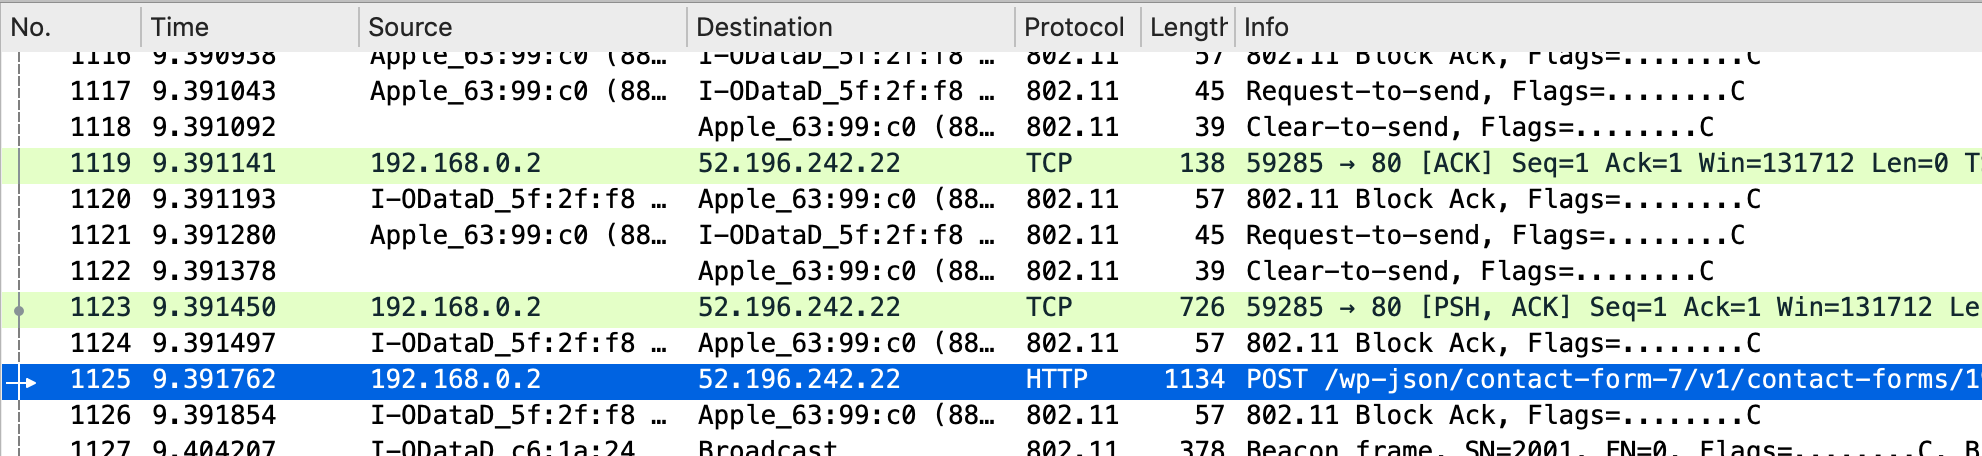 No. Time Source Destination Protocol Length Info
1116 9.390938 Apple_63:99:c0 (88… I-ODataD_5f:2f:f8 … 802.11 57 802.11 Block Ack, Flags=........C
1117 9.391043 Apple_63:99:c0 (88… I-ODataD_5f:2f:f8 … 802.11 45 Request-to-send, Flags=........C
1118 9.391092 Apple_63:99:c0 (88… 802.11 39 Clear-to-send, Flags=........C
1119 9.391141 192.168.0.2 52.196.242.22 TCP 138 59285 → 80 [ACK] Seq=1 Ack=1 Win=131712 Len=0
1120 9.391193 I-ODataD_5f:2f:f8 … Apple_63:99:c0 (88… 802.11 57 802.11 Block Ack, Flags=........C
1121 9.391280 Apple_63:99:c0 (88… I-ODataD_5f:2f:f8 … 802.11 45 Request-to-send, Flags=........C
1122 9.391378 Apple_63:99:c0 (88… 802.11 39 Clear-to-send, Flags=........C
1123 9.391450 192.168.0.2 52.196.242.22 TCP 726 59285 → 80 [PSH, ACK] Seq=1 Ack=1 Win=131712 Le
1124 9.391497 I-ODataD_5f:2f:f8 … Apple_63:99:c0 (88… 802.11 57 802.11 Block Ack, Flags=........C
1125 9.391762 192.168.0.2 52.196.242.22 HTTP 1134 POST /wp-json/contact-form-7/v1/contact-forms/1
1126 9.391854 I-ODataD_5f:2f:f8 … Apple_63:99:c0 (88… 802.11 57 802.11 Block Ack, Flags=........C
1127 9.404207 I-ODataD_c6:1a:24 Broadcast 802.11 378 Beacon frame, SN=2001, FN=0, Flags=........C, B